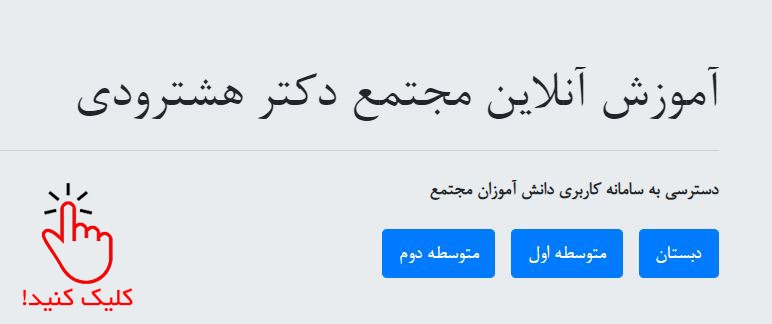 آموزش آنلاین مجتمع دکتر هشترودی
دسترسی به سامانه کاربری دانش آموزان مجتمع
دبستان متوسطه اول متوسطه دوم
کلیک کنید!